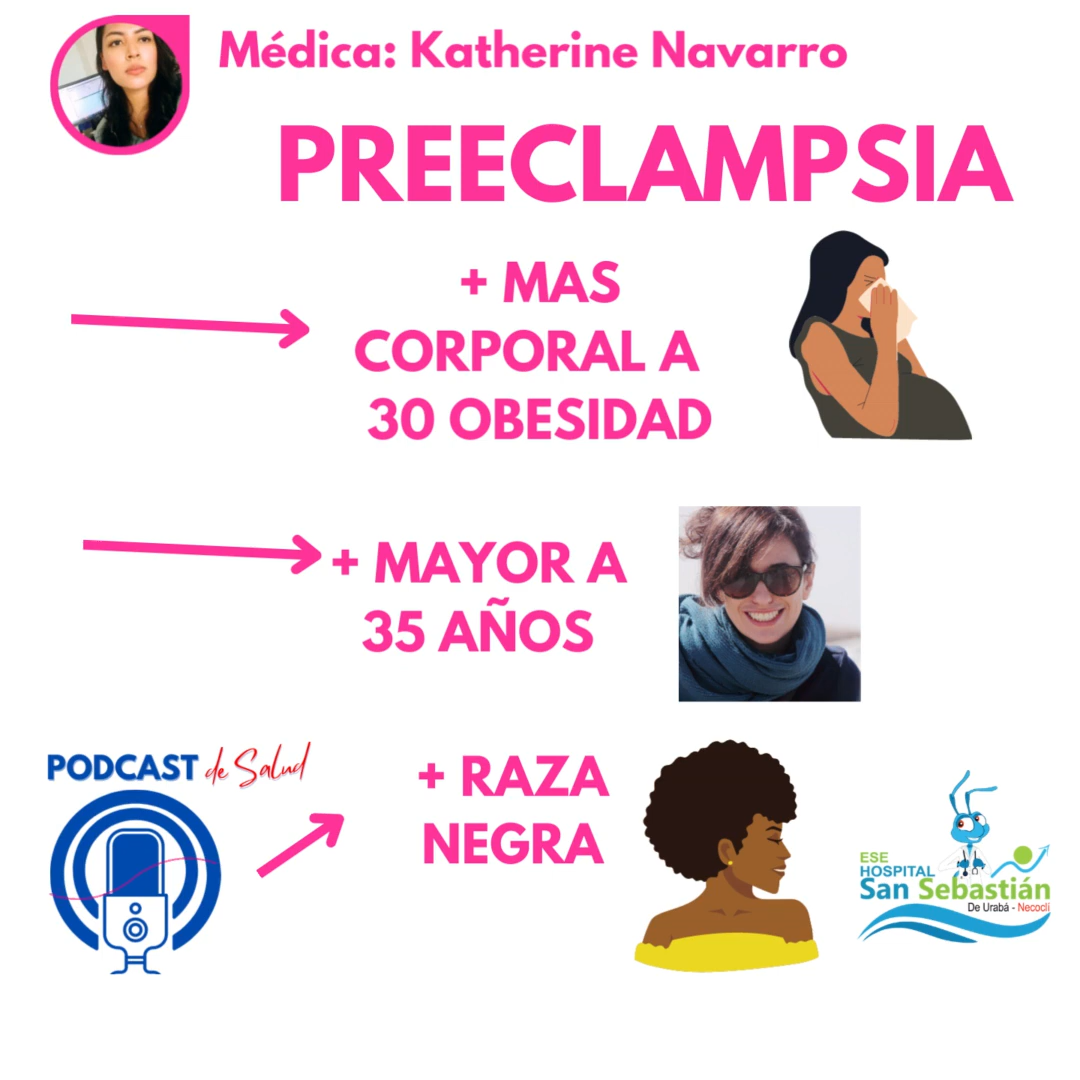 Médica: Katherine Navarro
PREECLAMPSIA
+ MAS
CORPORAL A
30 OBESIDAD
+ MAYOR A
35 AÑOS
PODCAST de Salud
+ RAZA
NEGRA
ESE
HOSPITAL
San Sebastián
De Urabá - Necoclí